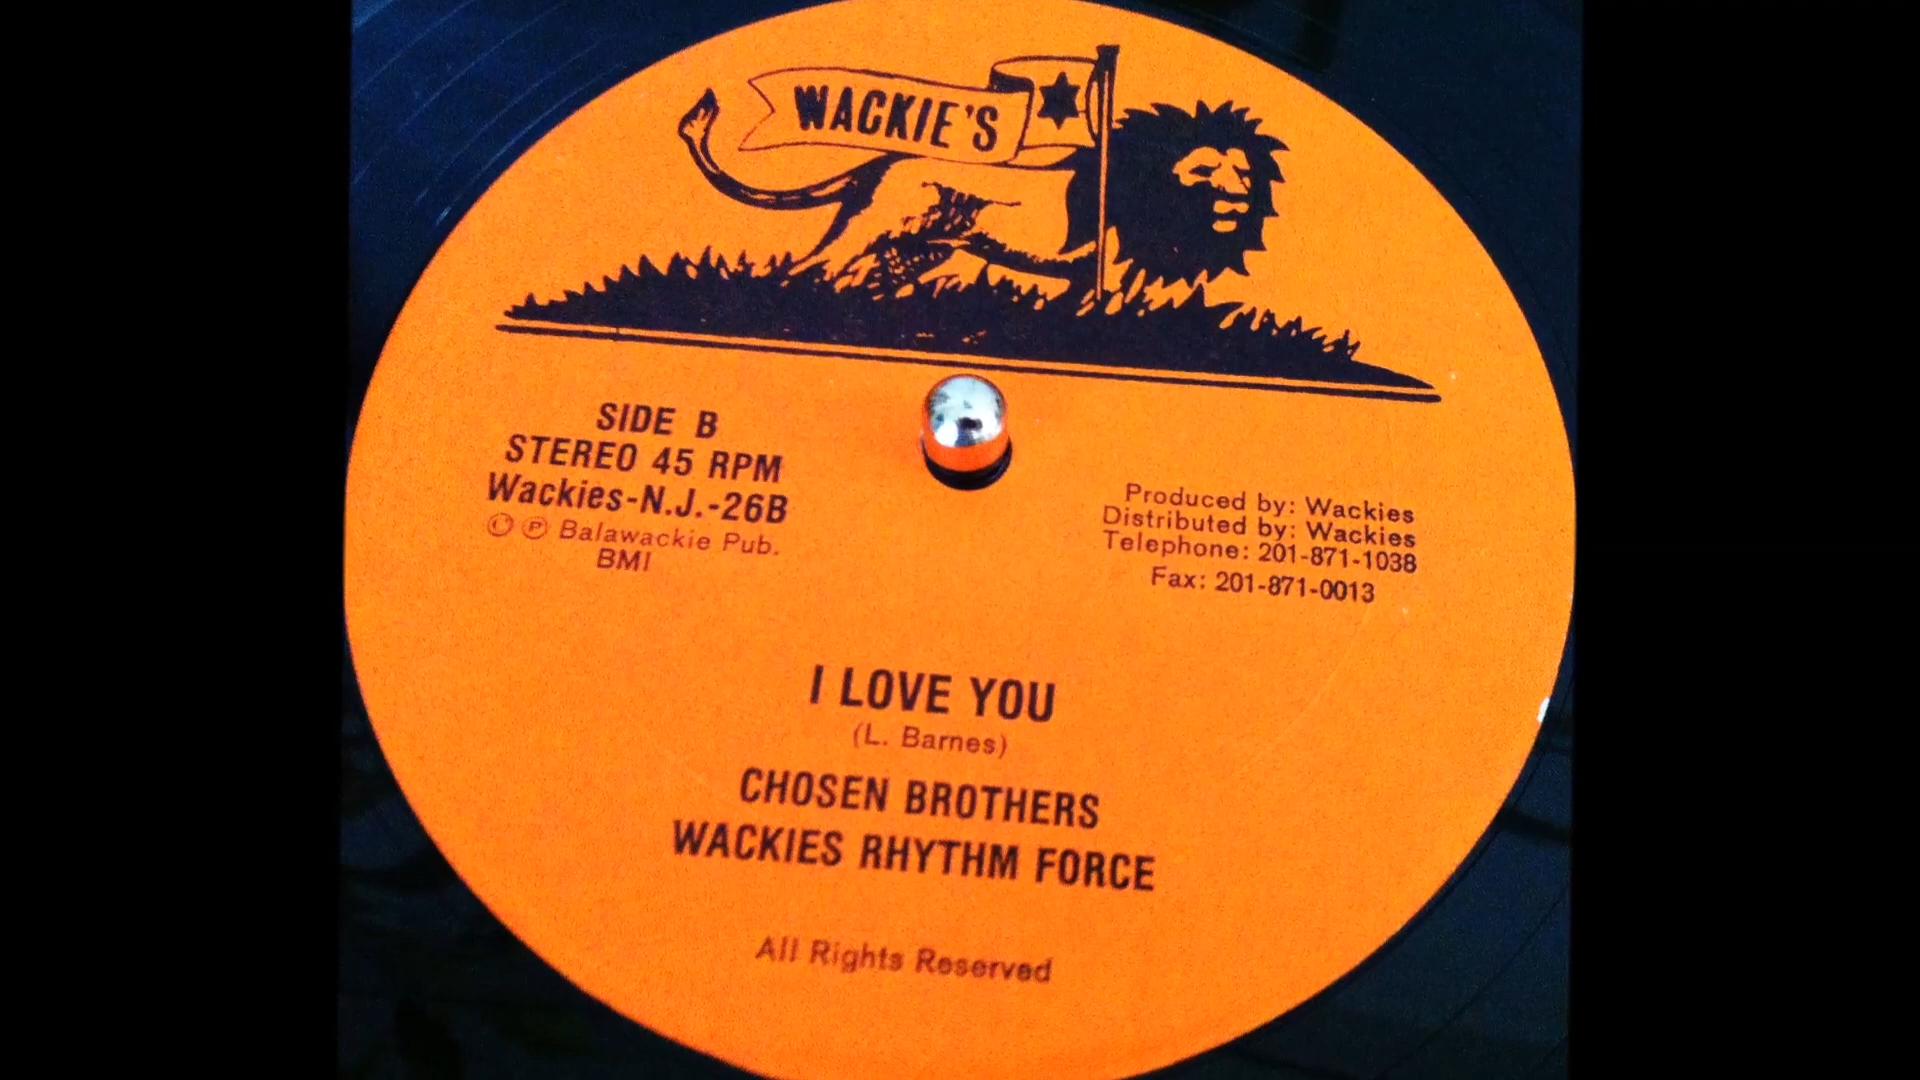 WACKIE'S
SIDE B
STEREO 45 RPM
Wackies-N.J.-26B
© ℗ Balawackie Pub.
BMI
Produced by: Wackies
Distributed by: Wackies
Telephone: 201-871-1038
Fax: 201-871-0013
I LOVE YOU
(L. Barnes)
CHOSEN BROTHERS
WACKIES RHYTHM FORCE
All Rights Reserved